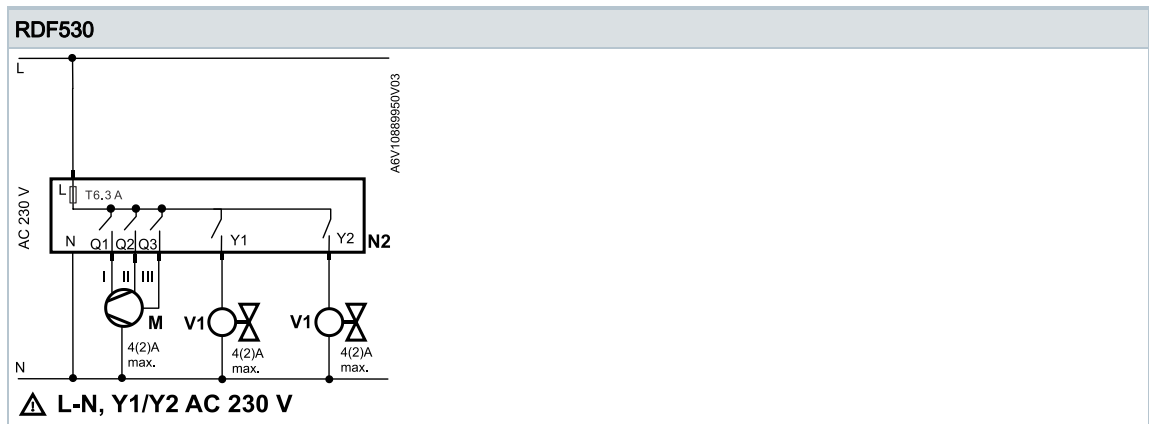 RDF530
L
A6V10889950V03
AC 230 V
L T6.3 A
N Q1 Q2 Q3 Y1 Y2 N2
I II III
M V1 V1
4(2)A
max.
4(2)A
max.
4(2)A
max.
N
⚠ L-N, Y1/Y2 AC 230 V